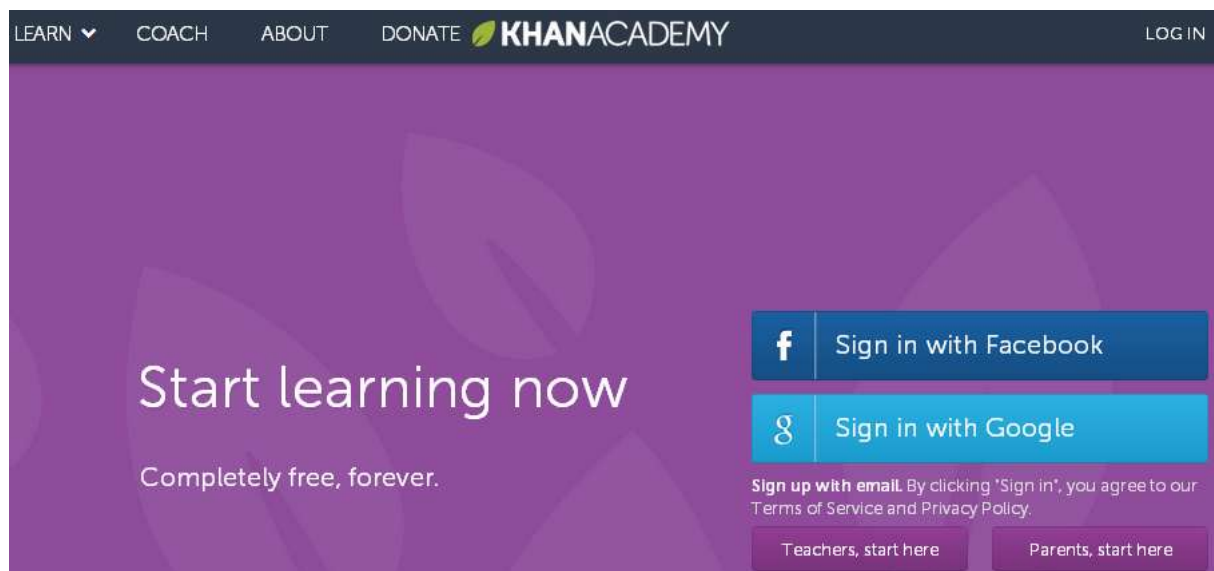 LEARN COACH ABOUT DONATE KHANACADEMY LOG IN
Start learning now
Completely free, forever.
f Sign in with Facebook
g Sign in with Google
Sign up with email. By clicking "Sign in", you agree to our
Terms of Service and Privacy Policy.
Teachers, start here Parents, start here